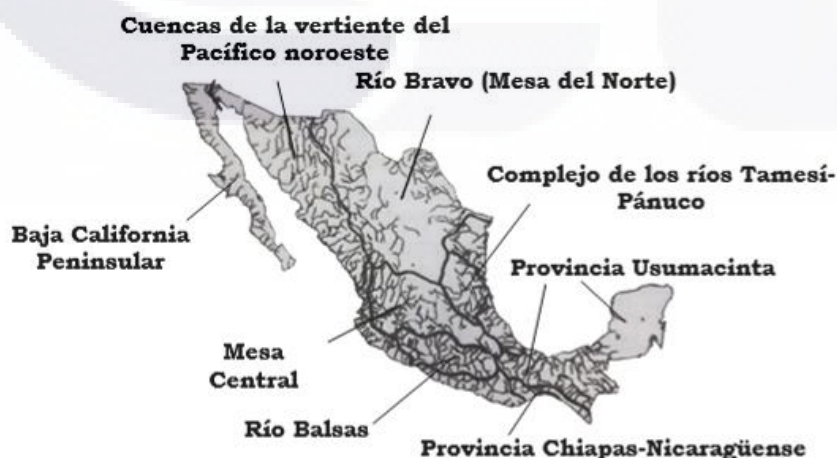 Cuencas de la vertiente del
Pacífico noroeste
Río Bravo (Mesa del Norte)
Complejo de los ríos Tamesí-
Pánuco
Baja California
Peninsular
Provincia Usumacinta
Mesa
Central
Río Balsas
Provincia Chiapas-Nicaragüense